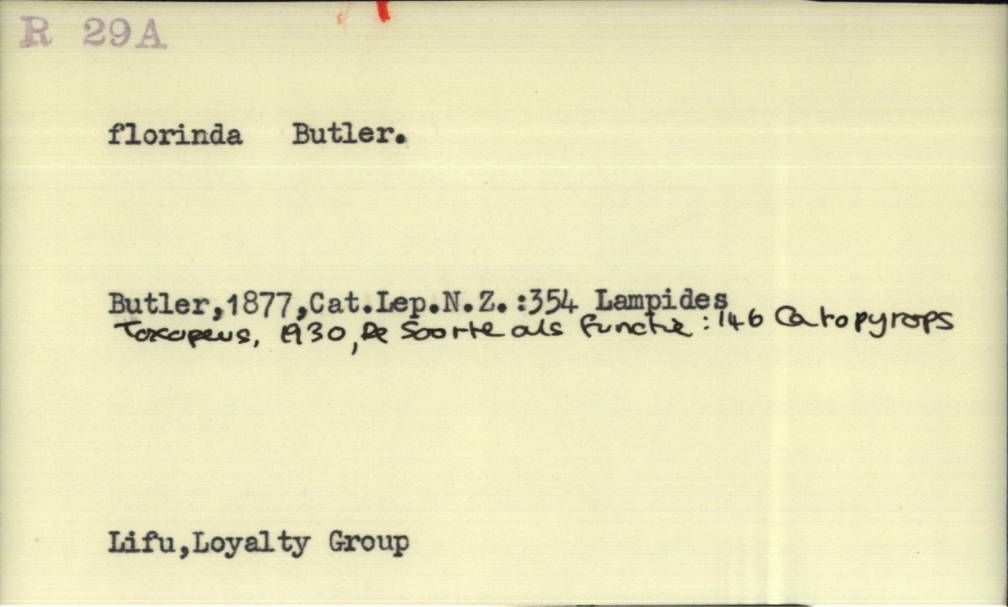 R 29A
florinda Butler.
Butler,1877,Cat.Lep.N.Z.:354 Lampides
Toxopeus, 1930, De Soorte als functie : 146 Catopyrops
Lifu,Loyalty Group